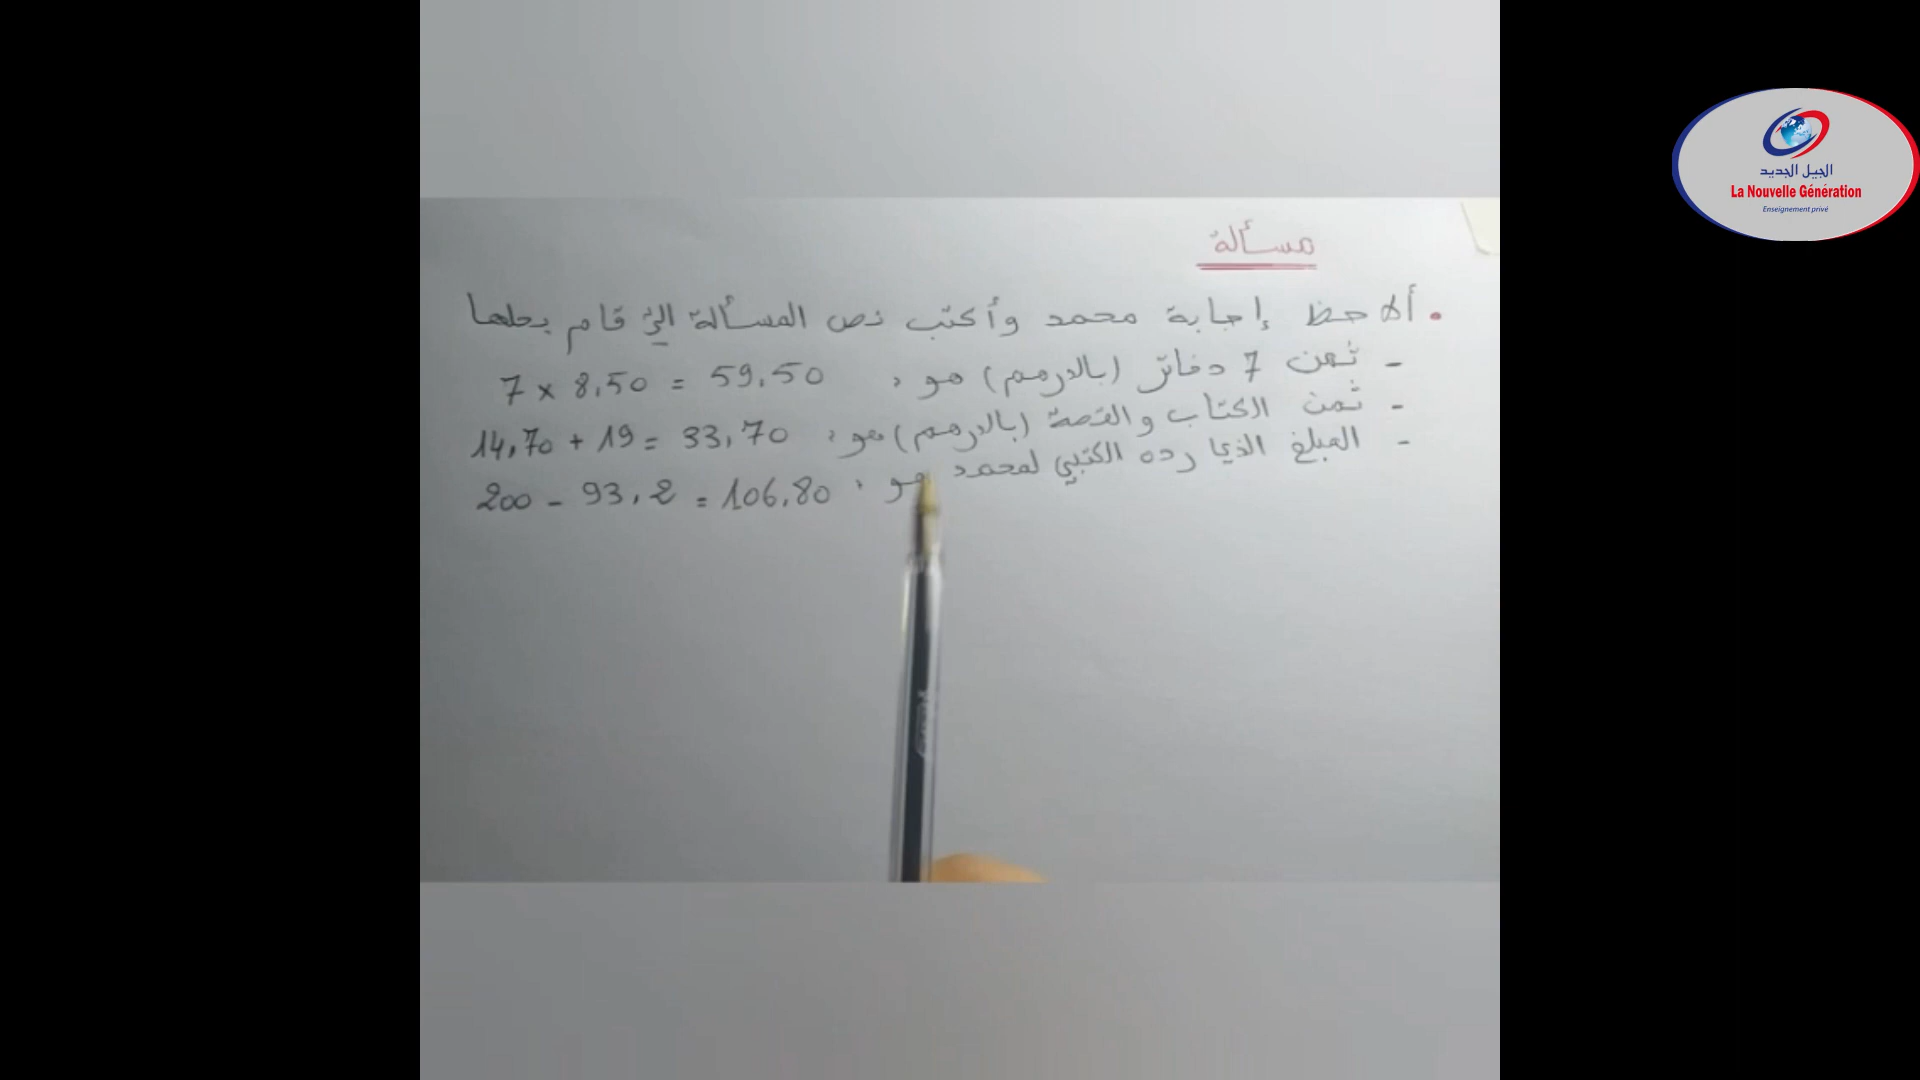 الجيل الجديد
La Nouvelle Génération
Enseignement privé
مسألة
• ألاحظ إجابة محمد وأكتب نص المسألة التي قام بحلها
- ثمن 7 دفاتر (بالدرهم) هو : 7 × 8,50 = 59,50
- ثمن الكتاب والقصة (بالدرهم) هو : 14,70 + 19 = 33,70
- المبلغ الذي رده الكتبي لمحمد هو : 200 - 93,2 = 106,80